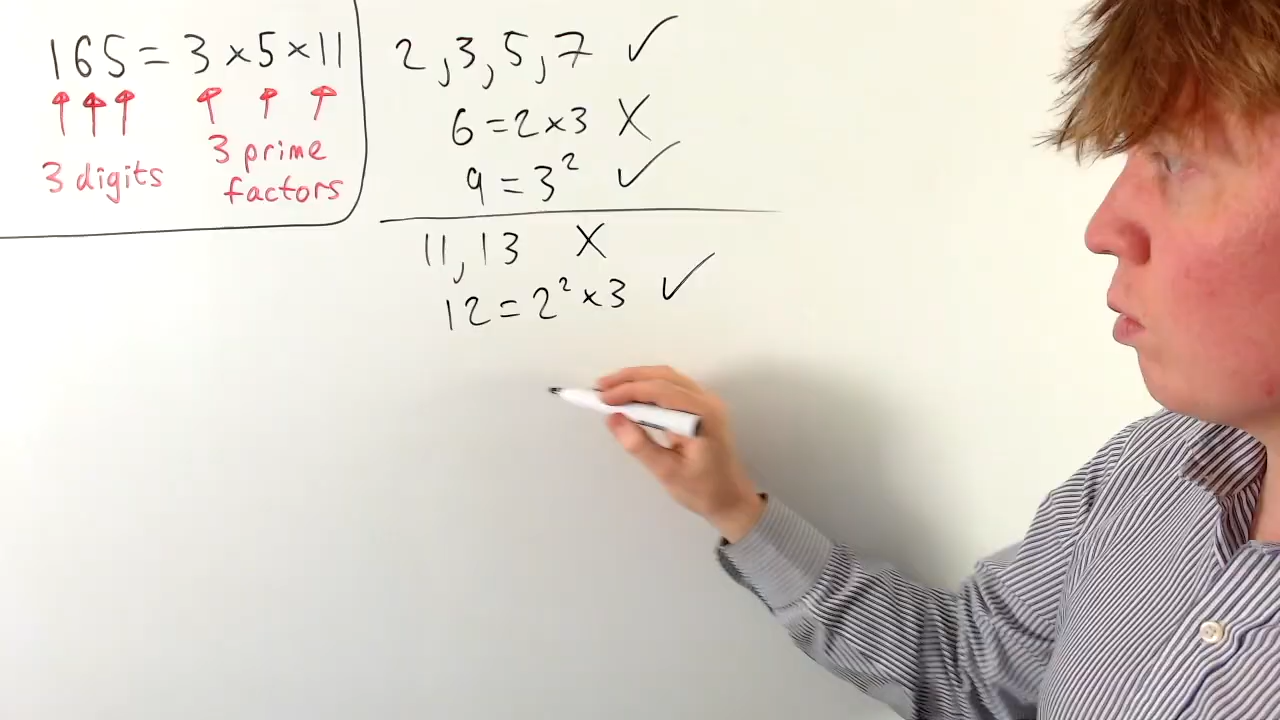 165 = 3 × 5 × 11
3 digits
3 prime
factors
2, 3, 5, 7 ✓
6 = 2 × 3 X
9 = 3² ✓
11, 13 X
12 = 2² × 3 ✓